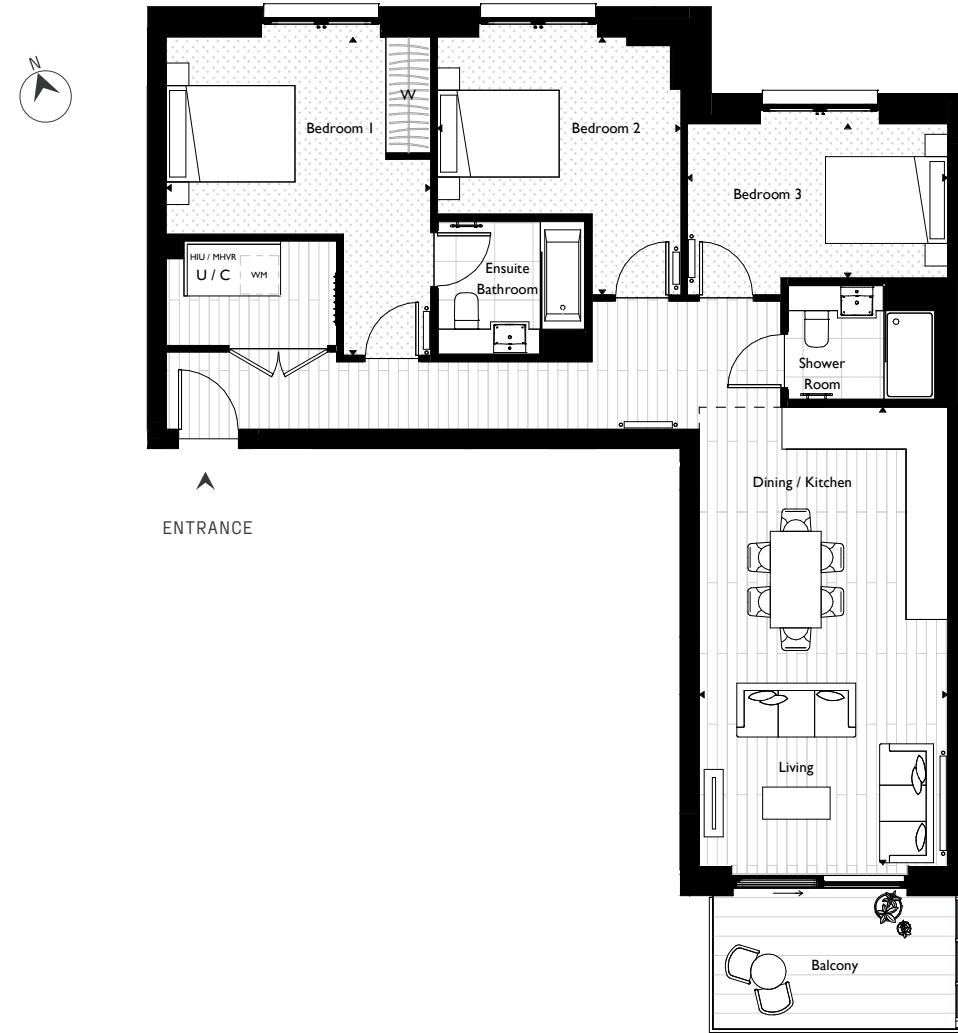 N
W
Bedroom 1
Bedroom 2
Bedroom 3
HIU / MHVR
U / C
WM
Ensuite
Bathroom
Shower
Room
Dining / Kitchen
ENTRANCE
Living
Balcony